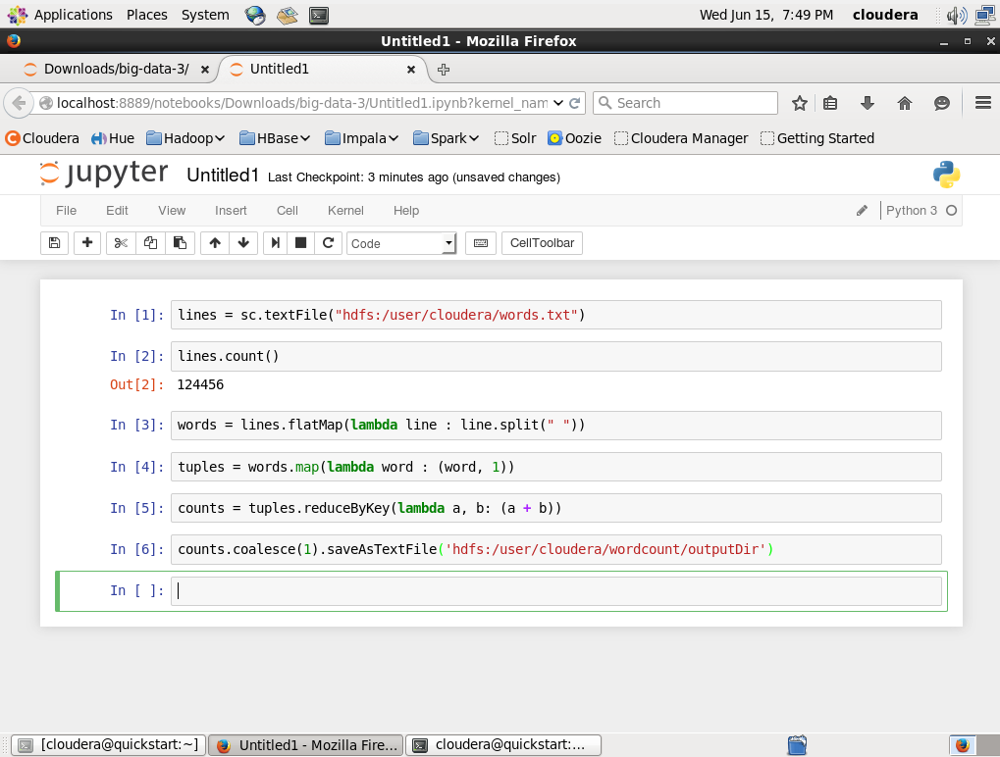 Applications Places System Wed Jun 15, 7:49 PM cloudera
Untitled1 - Mozilla Firefox
Downloads/big-data-3/ Untitled1
localhost:8889/notebooks/Downloads/big-data-3/Untitled1.ipynb?kernel_nam Search
Cloudera Hue Hadoop HBase Impala Spark Solr Oozie Cloudera Manager Getting Started
jupyter Untitled1 Last Checkpoint: 3 minutes ago (unsaved changes)
File Edit View Insert Cell Kernel Help Python 3
Code CellToolbar
In [1]: lines = sc.textFile("hdfs:/user/cloudera/words.txt")
In [2]: lines.count()
Out[2]: 124456
In [3]: words = lines.flatMap(lambda line : line.split(" "))
In [4]: tuples = words.map(lambda word : (word, 1))
In [5]: counts = tuples.reduceByKey(lambda a, b: (a + b))
In [6]: counts.coalesce(1).saveAsTextFile('hdfs:/user/cloudera/wordcount/outputDir')
In [ ]:
[cloudera@quickstart:~] Untitled1 - Mozilla Fire... cloudera@quickstart:...